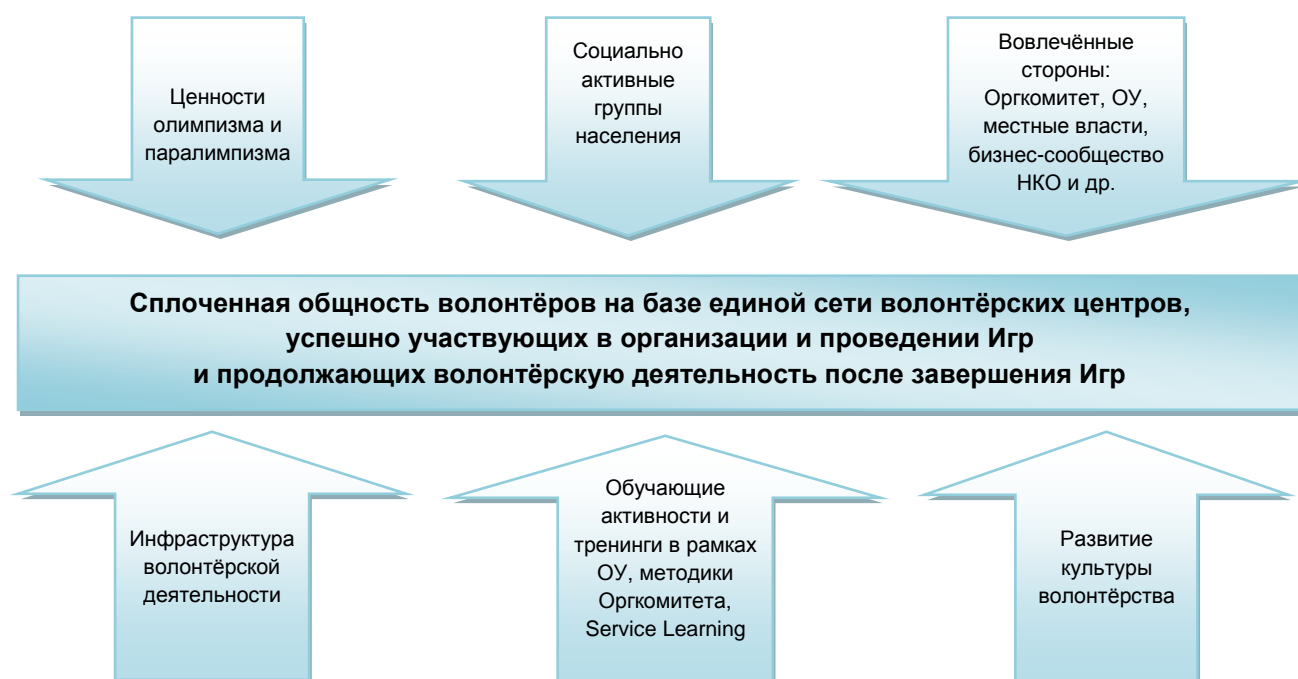 Ценности
олимпизма и
паралимпизма
Социально
активные
группы
населения
Вовлечённые
стороны:
Оргкомитет, ОУ,
местные власти,
бизнес-сообщество
НКО и др.
Сплоченная общность волонтёров на базе единой сети волонтёрских центров,
успешно участвующих в организации и проведении Игр
и продолжающих волонтёрскую деятельность после завершения Игр
Инфраструктура
волонтёрской
деятельности
Обучающие
активности и
тренинги в рамках
ОУ, методики
Оргкомитета,
Service Learning
Развитие
культуры
волонтёрства